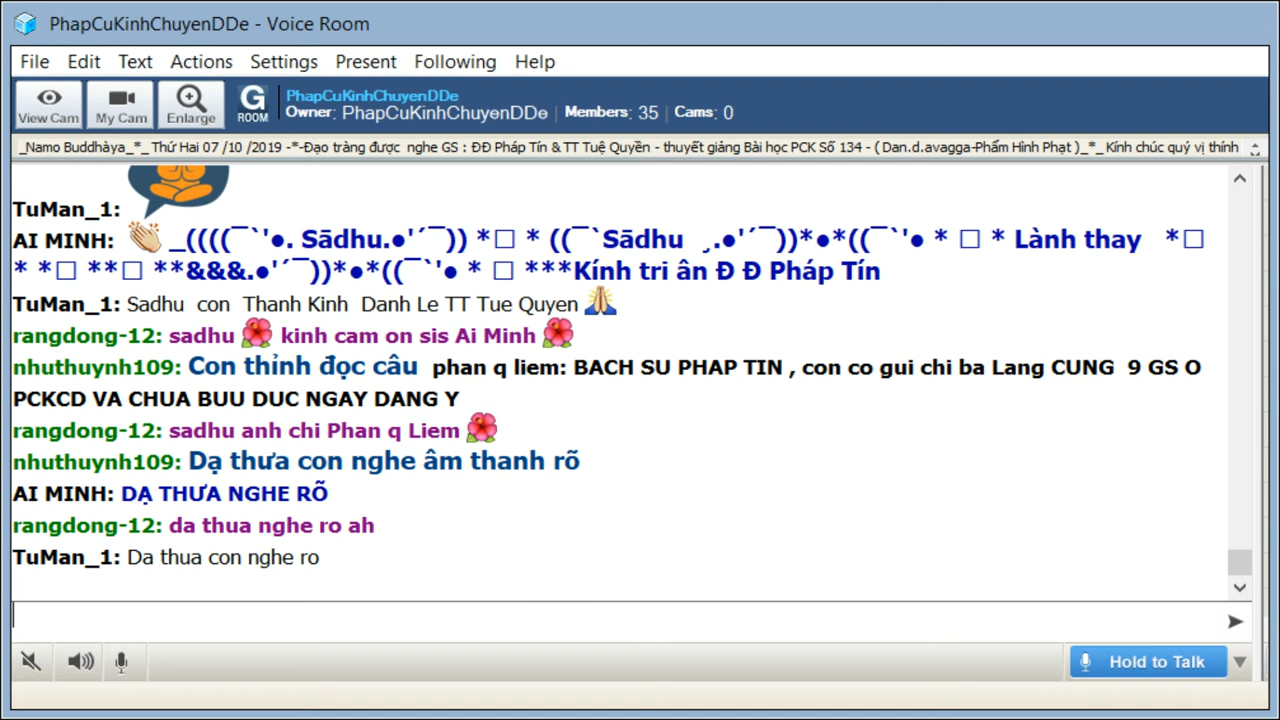 PhapCuKinhChuyenDDe - Voice Room
File Edit Text Actions Settings Present Following Help
View Cam My Cam Enlarge G ROOM
PhapCuKinhChuyenDDe
Owner: PhapCuKinhChuyenDDe | Members: 35 | Cams: 0
_Namo Buddhàya_*_ Thứ Hai 07 /10 /2019 -*-Đạo tràng được nghe GS : ĐĐ Pháp Tín & TT Tuệ Quyền - thuyết giảng Bài học PCK Số 134 - ( Dan.d.avagga-Phẩm Hình Phạt )_*_ Kính chúc quý vị thính
TuMan_1:
AI MINH: _((((¯`'●. Sādhu.●'´¯)) *□ * ((¯`Sādhu ¸.●'´¯))*●*((¯`'● * □ * Lành thay *□
* *□ **□ **&&&.●'´¯))*●*((¯`'● * □ ***Kính tri ân Đ Đ Pháp Tín
TuMan_1: Sadhu con Thanh Kinh Danh Le TT Tue Quyen 🙏
rangdong-12: sadhu 🌺 kinh cam on sis Ai Minh 🌺
nhuthuynh109: Con thỉnh đọc câu phan q liem: BACH SU PHAP TIN , con co gui chi ba Lang CUNG 9 GS O
PCKCD VA CHUA BUU DUC NGAY DANG Y
rangdong-12: sadhu anh chi Phan q Liem 🌺
nhuthuynh109: Dạ thưa con nghe âm thanh rõ
AI MINH: DẠ THƯA NGHE RÕ
rangdong-12: da thua nghe ro ah
TuMan_1: Da thua con nghe ro
Hold to Talk